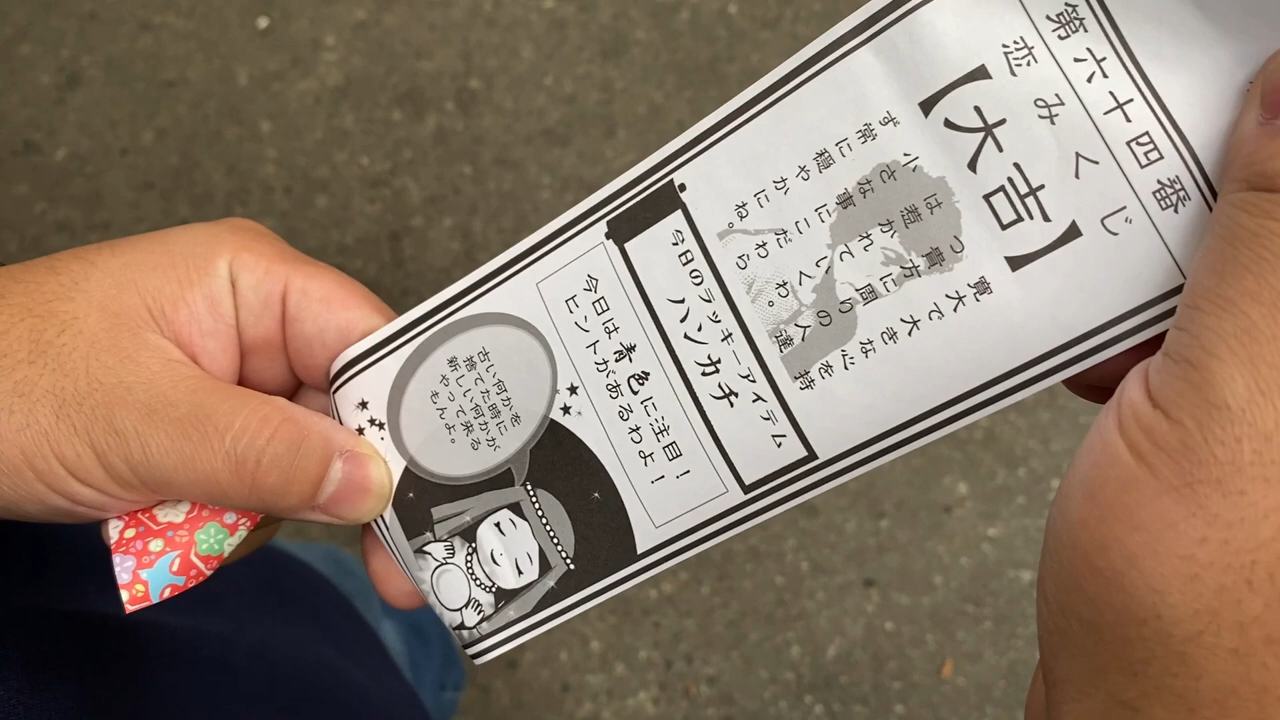 第六十四番
恋みくじ
【大吉】
寛大で大きな心を持
つ貴方に周りの人達
は惹かれていくわ。
小さな事にこだわら
ず常に穏やかにね。
今日のラッキーアイテム
ハンカチ
今日は青色に注目！
ヒントがあるわよ！
古い何かを
捨てた時に
新しい何かが
やって来る
もんよ。